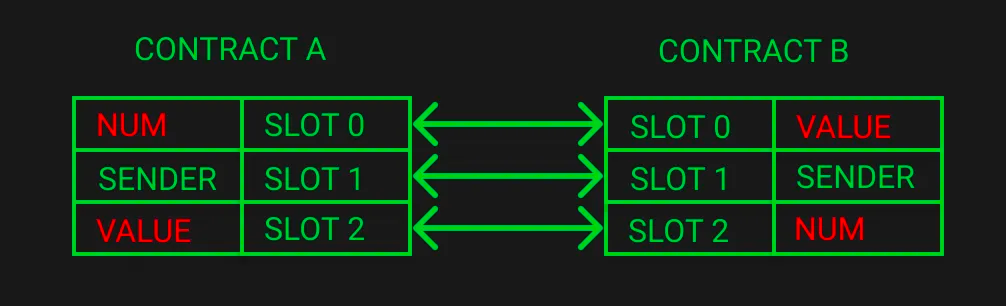 CONTRACT A
CONTRACT B
NUM SLOT 0 SLOT 0 VALUE
SENDER SLOT 1 SLOT 1 SENDER
VALUE SLOT 2 SLOT 2 NUM